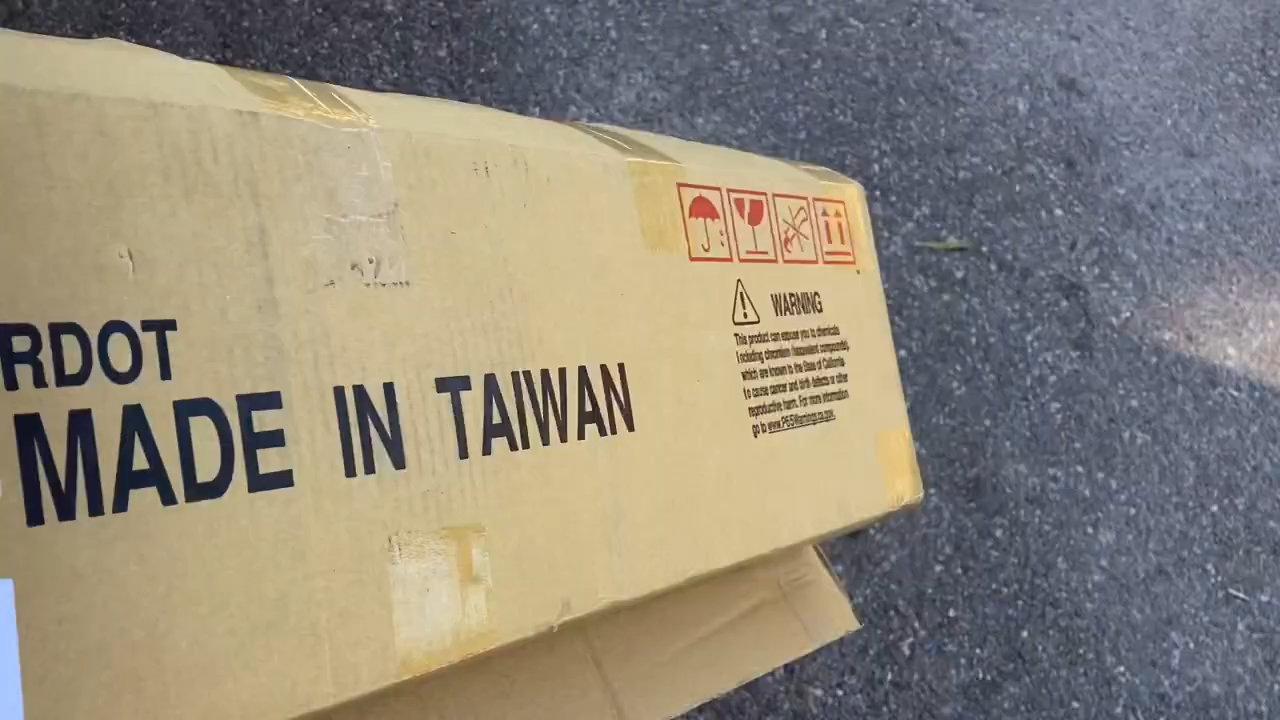 RDOT
MADE IN TAIWAN
WARNING
This product can expose you to chemicals
including chromium (hexavalent compounds),
which are known to the State of California
to cause cancer and birth defects or other
reproductive harm. For more information
go to www.P65Warnings.ca.gov.